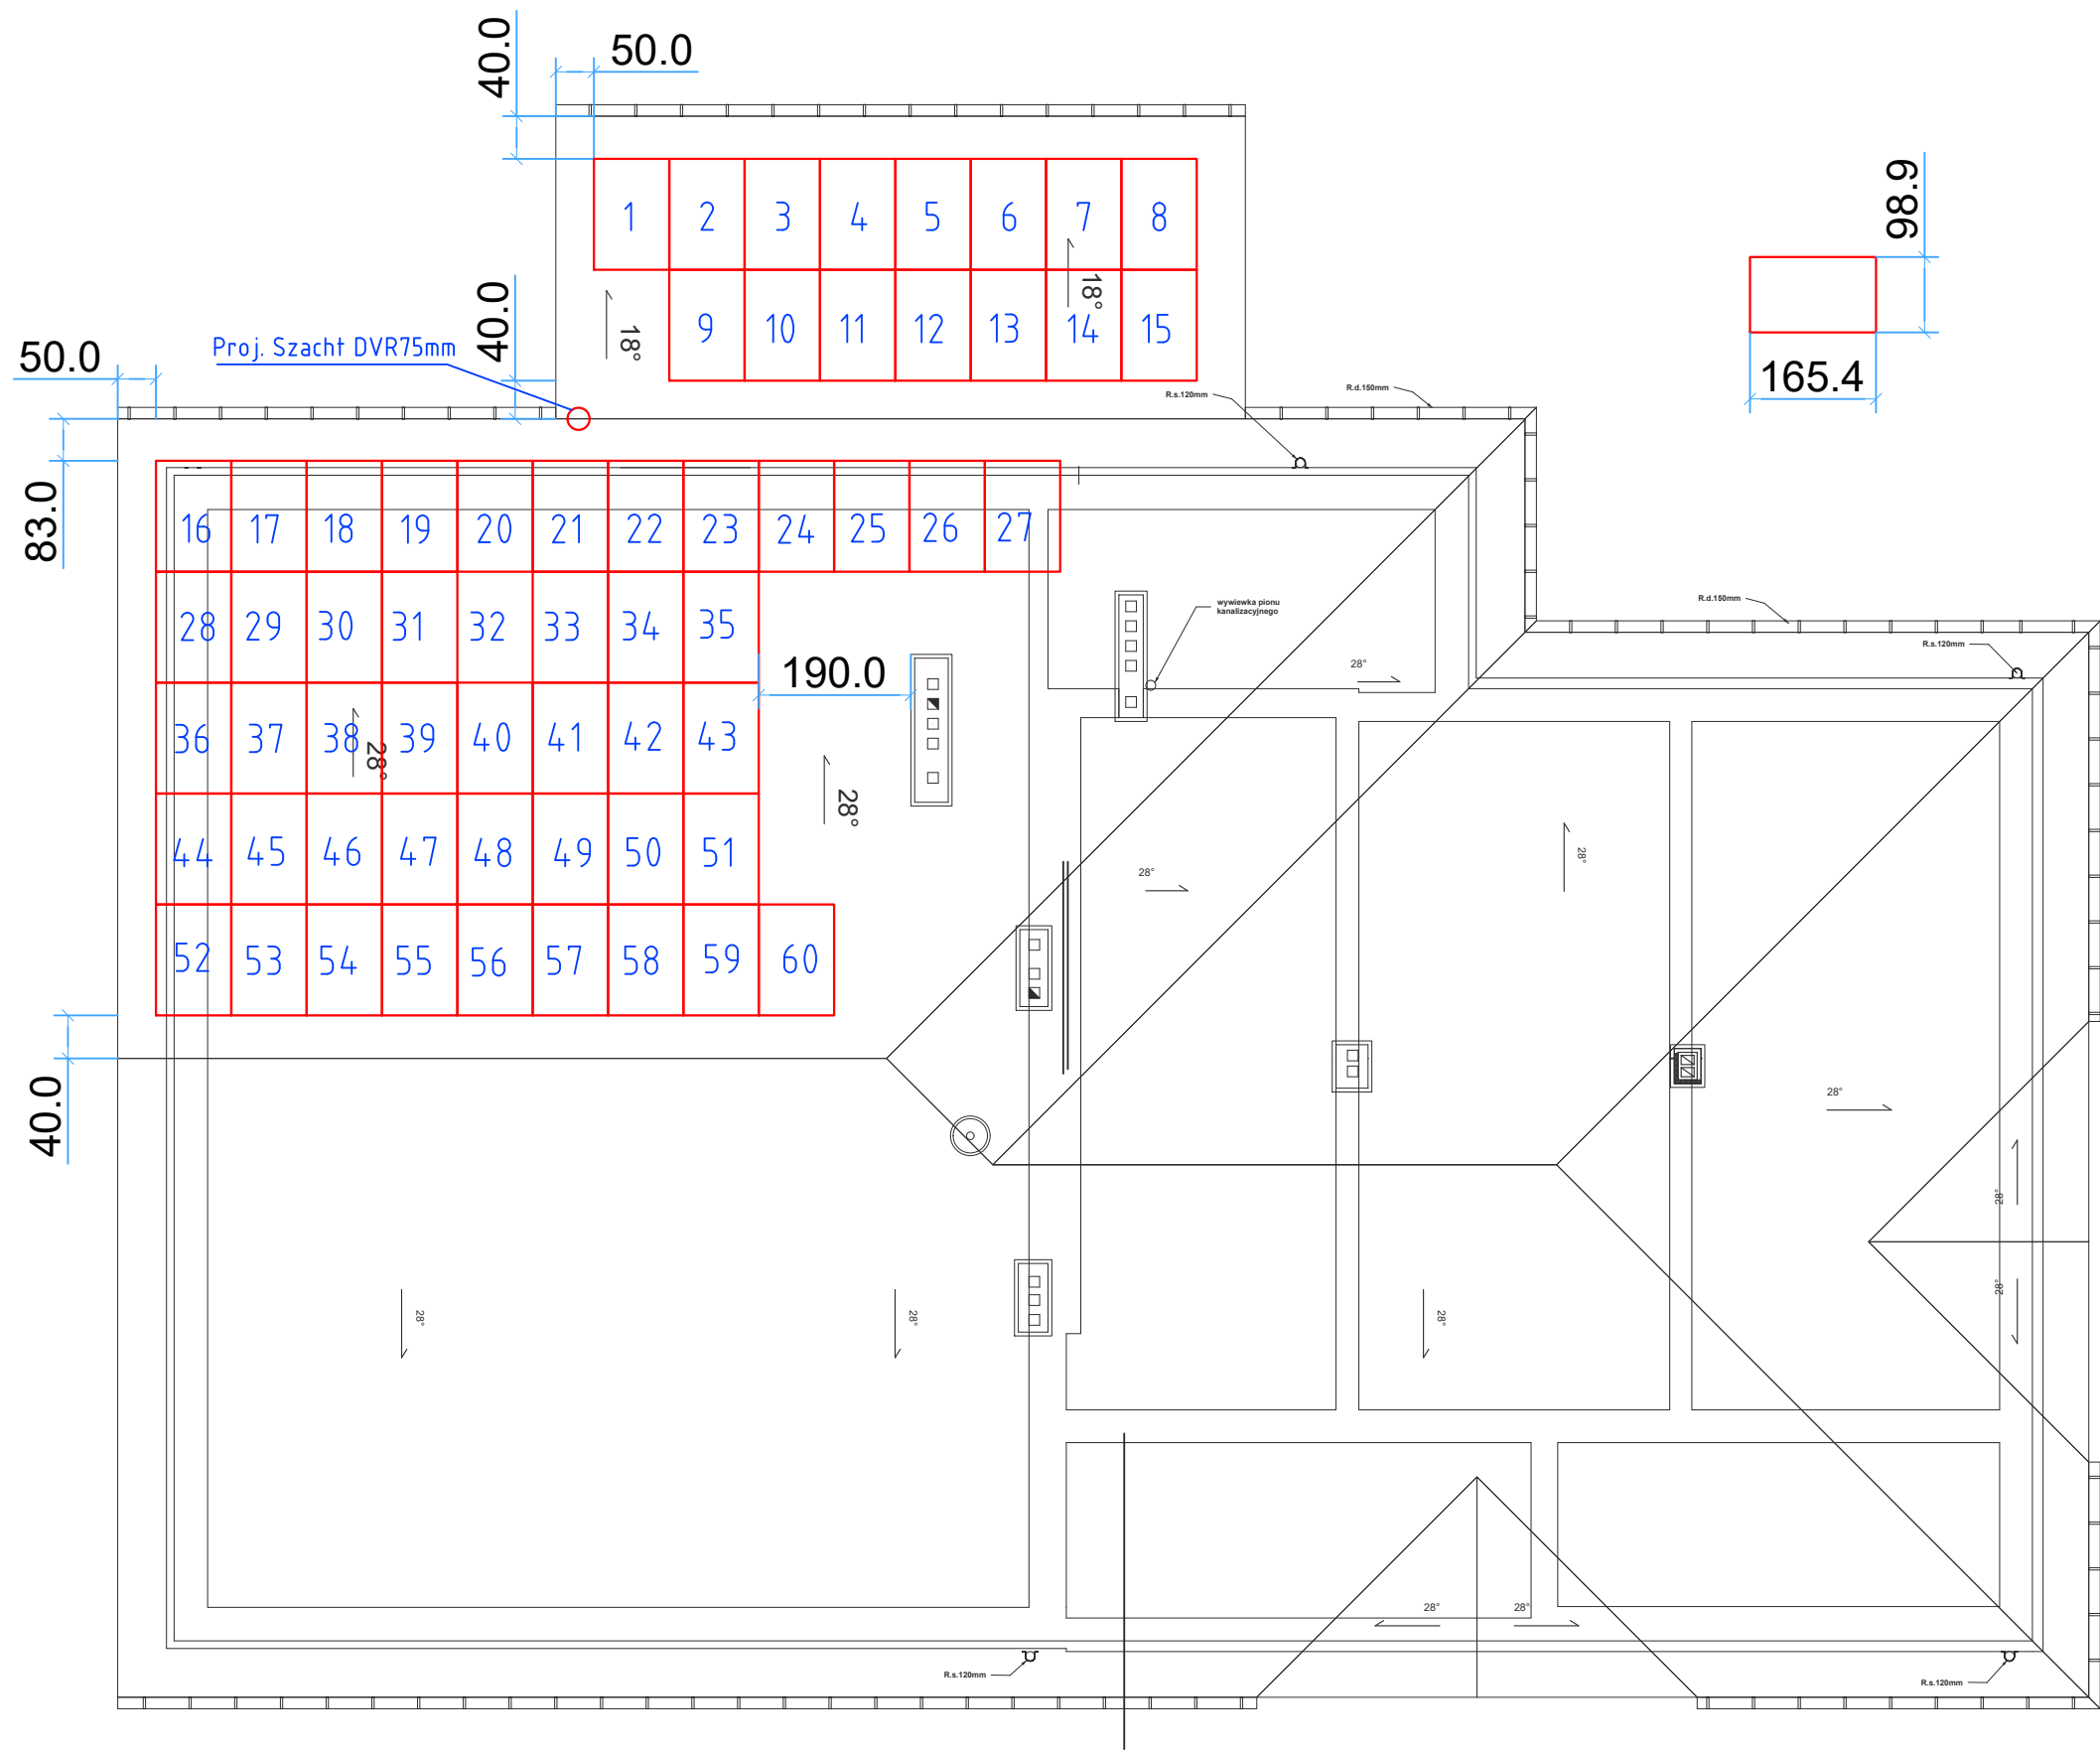 40.0
50.0
1 2 3 4 5 6 7 8
98.9
18°
18°
9 10 11 12 13 14 15
40.0
50.0
Proj. Szacht DVR75mm
165.4
R.s.120mm
R.d.150mm
83.0
16 17 18 19 20 21 22 23 24 25 26 27
28 29 30 31 32 33 34 35
wywiewka pionu
kanalizacyjnego
R.d.150mm
R.s.120mm
190.0
28°
36 37 38 39 40 41 42 43
28°
28°
44 45 46 47 48 49 50 51
28°
28°
52 53 54 55 56 57 58 59 60
40.0
28°
28°
28°
28°
28°
28°
28°
28°
R.s.120mm
R.s.120mm